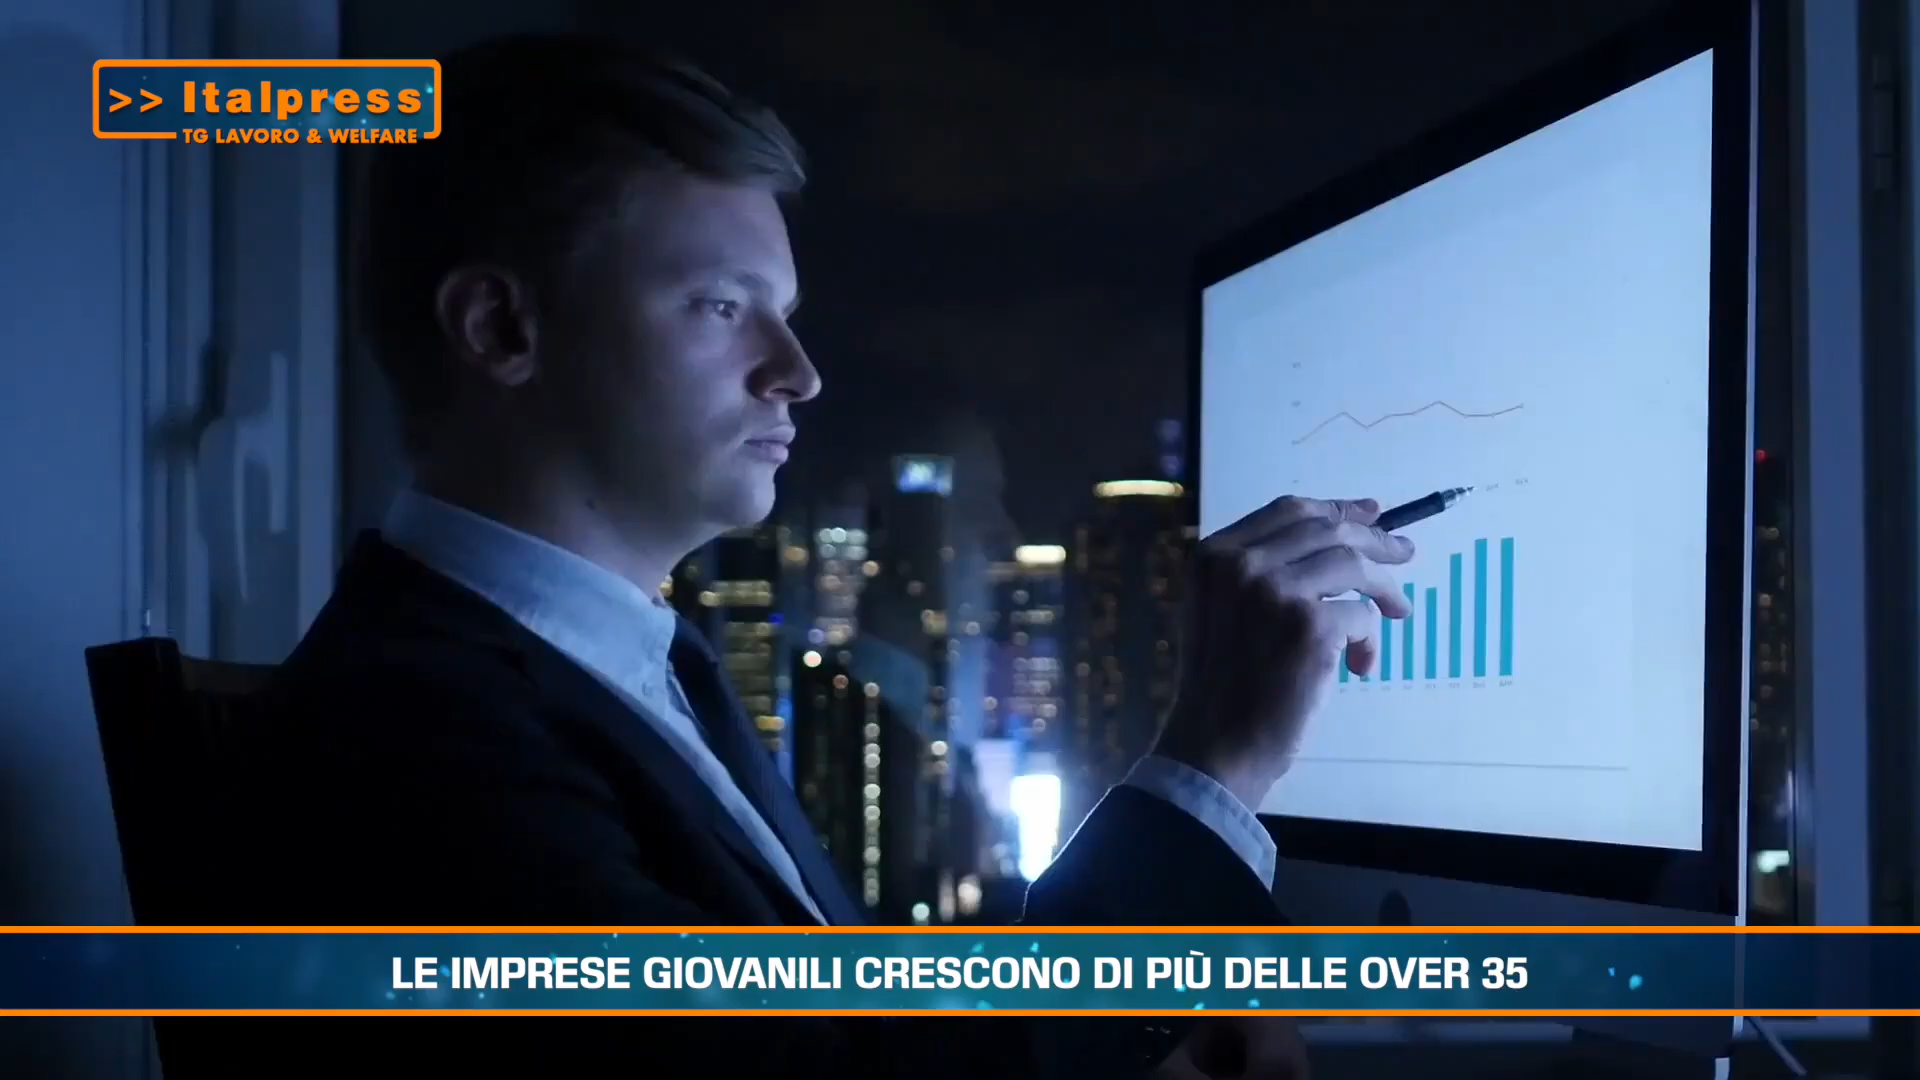 >> Italpress
TG LAVORO & WELFARE
LE IMPRESE GIOVANILI CRESCONO DI PIÙ DELLE OVER 35